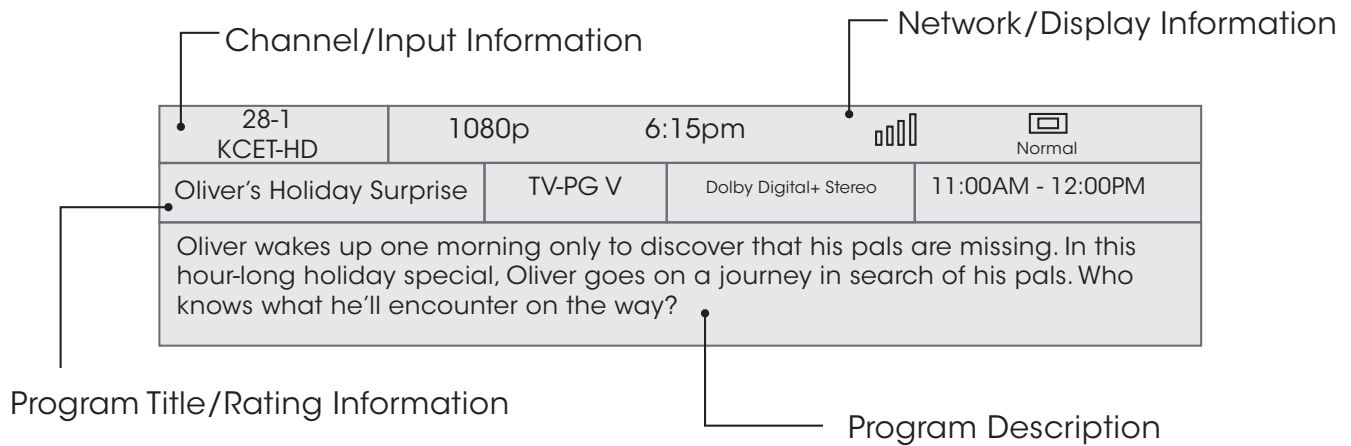 Channel/Input Information
Network/Display Information
28-1
KCET-HD
1080p
6:15pm
Normal
Oliver's Holiday Surprise
TV-PG V
Dolby Digital+ Stereo
11:00AM - 12:00PM
Oliver wakes up one morning only to discover that his pals are missing. In this
hour-long holiday special, Oliver goes on a journey in search of his pals. Who
knows what he'll encounter on the way?
Program Title/Rating Information
Program Description